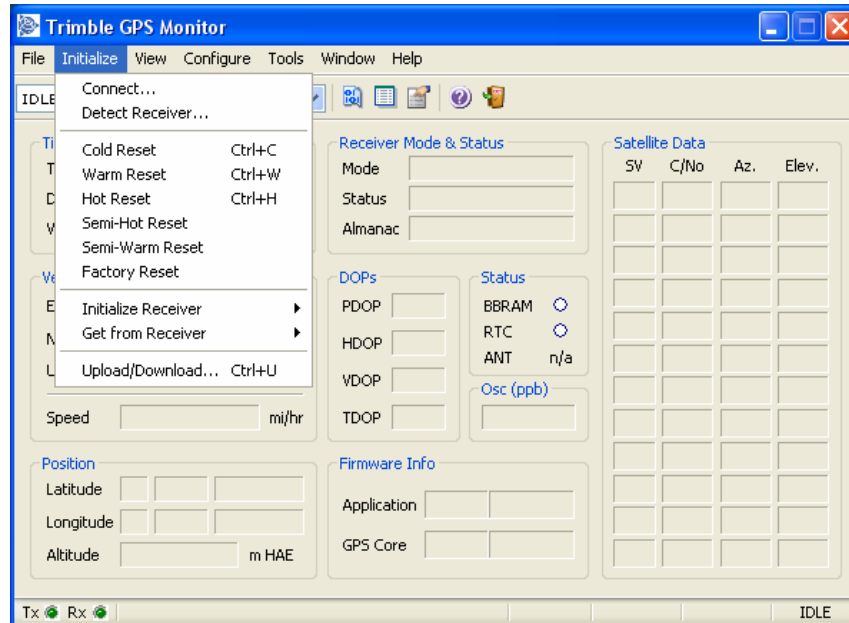 Trimble GPS Monitor
File Initialize View Configure Tools Window Help
IDLE
Connect...
Detect Receiver...
Cold Reset Ctrl+C
Warm Reset Ctrl+W
Hot Reset Ctrl+H
Semi-Hot Reset
Semi-Warm Reset
Factory Reset
Initialize Receiver
Get from Receiver
Upload/Download... Ctrl+U
Ti
T
D
W
Ve
E
N
U
Speed mi/hr
Position
Latitude
Longitude
Altitude m HAE
Receiver Mode & Status
Mode
Status
Almanac
DOPs
PDOP
HDOP
VDOP
TDOP
Status
BBRAM
RTC
ANT n/a
Osc (ppb)
Firmware Info
Application
GPS Core
Satellite Data
SV C/No Az. Elev.
Tx Rx IDLE